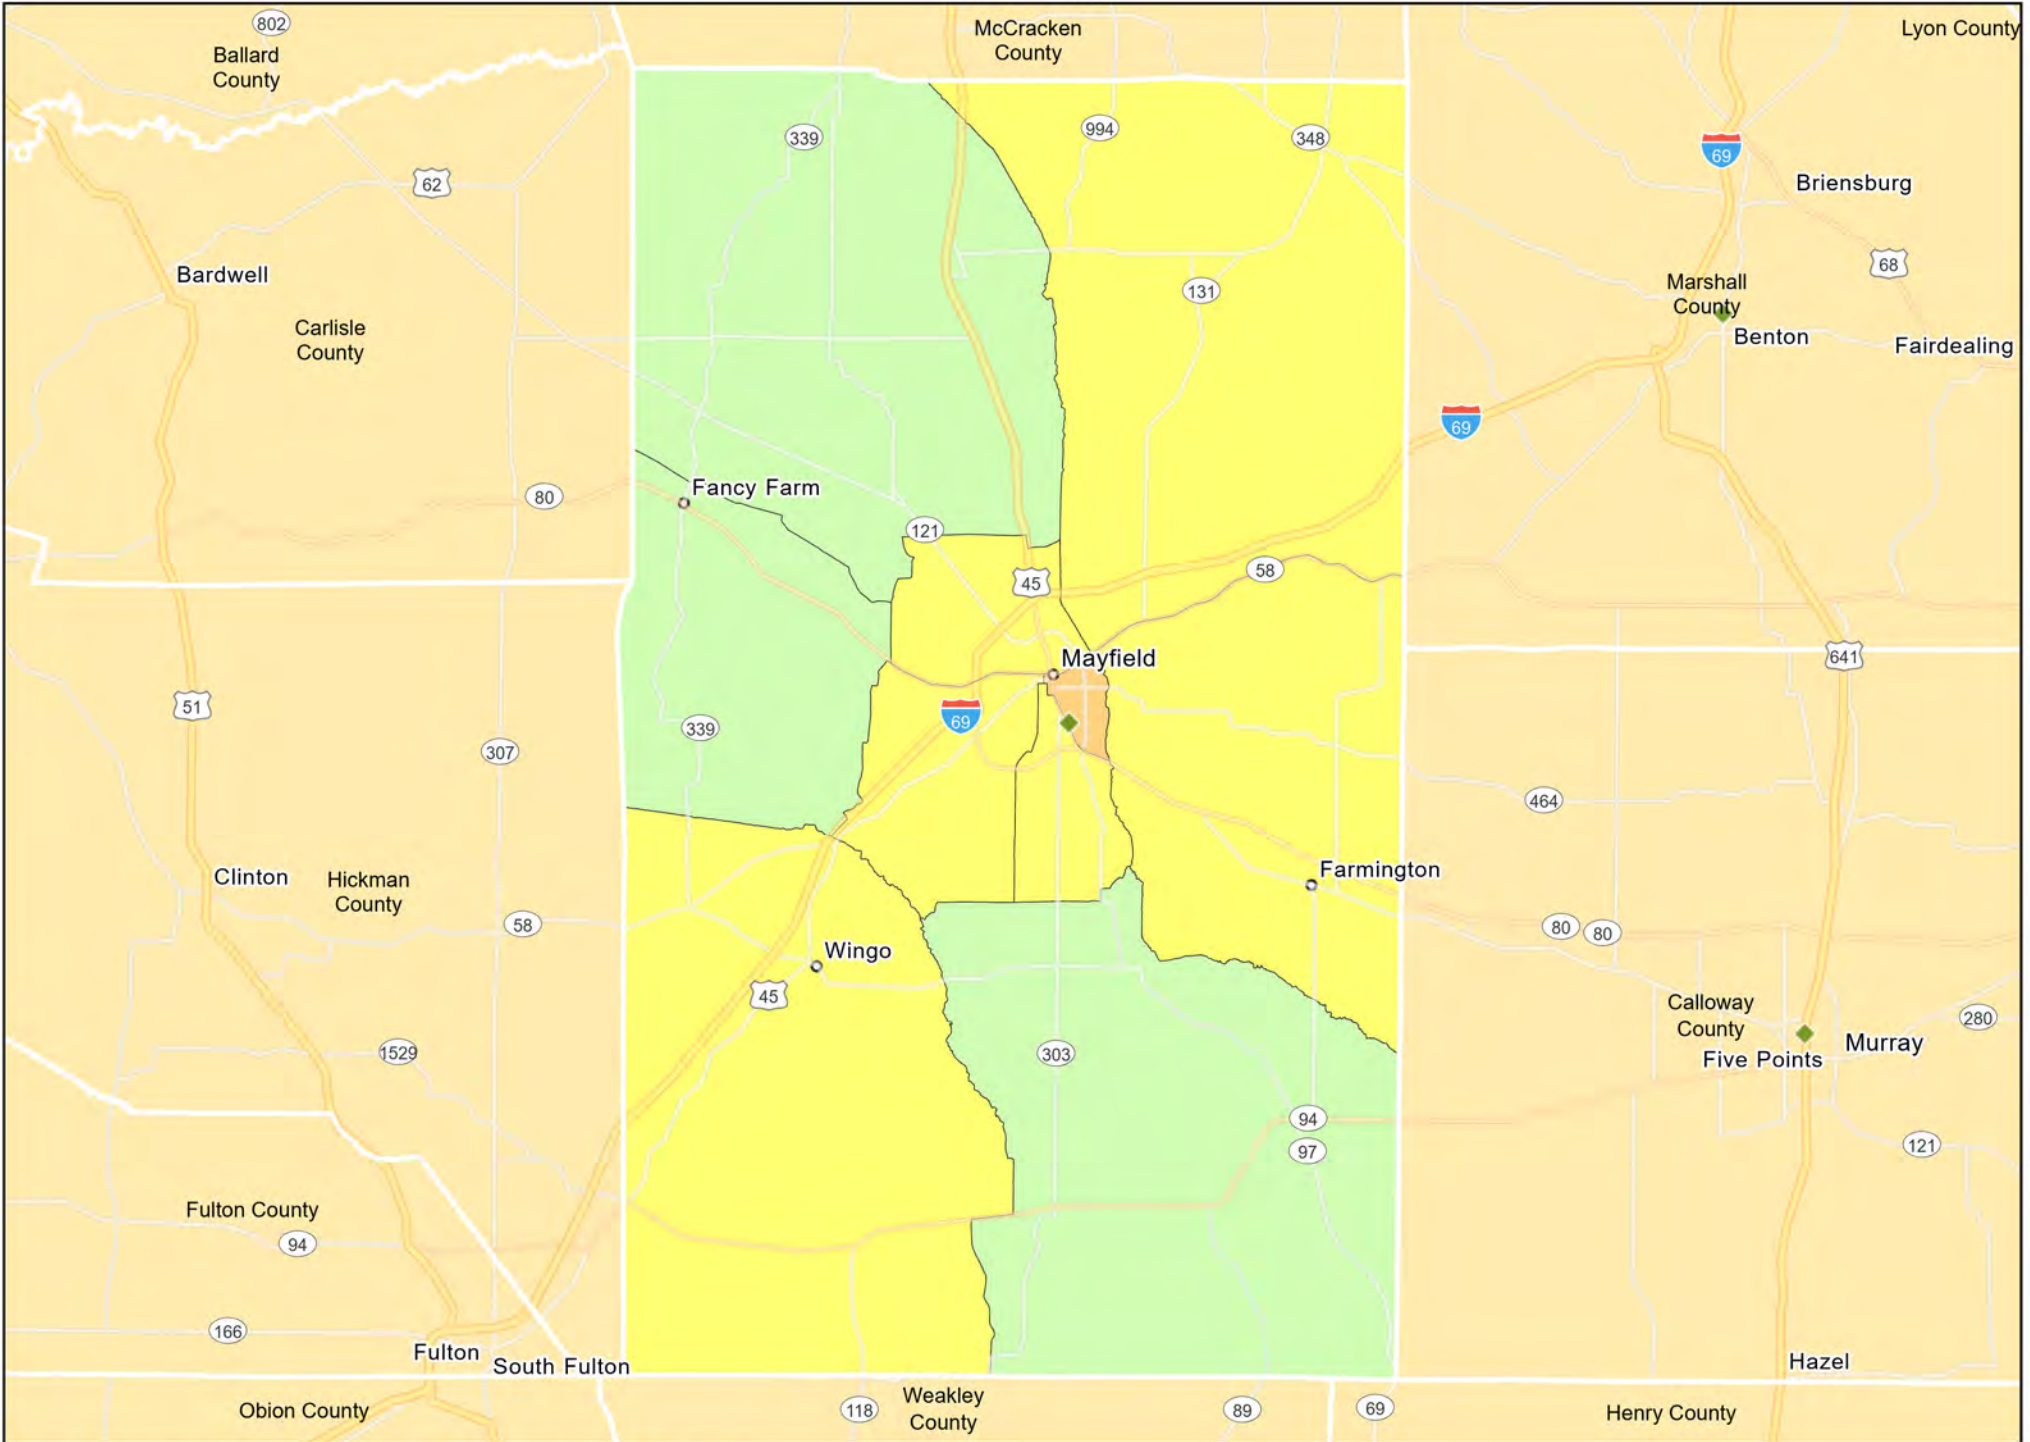 802
McCracken
County
Lyon County
Ballard
County
339
994
348
69
62
Briensburg
Bardwell
68
131
Marshall
County
Carlisle
County
Benton
Fairdealing
69
Fancy Farm
80
121
45
58
Mayfield
641
51
69
339
307
464
Clinton
Hickman
County
Farmington
58
80
80
Wingo
45
Calloway
County
280
1529
303
Murray
Five Points
94
97
121
Fulton County
94
166
Fulton
South Fulton
Hazel
Obion County
118
Weakley
County
89
69
Henry County